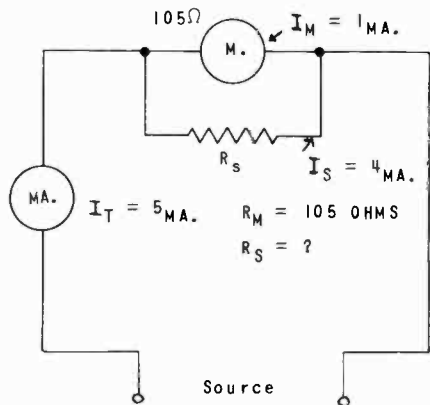 105Ω
I_M = 1 MA.
M.
R_S
I_S = 4 MA.
MA.
I_T = 5 MA.
R_M = 105 OHMS
R_S = ?
Source